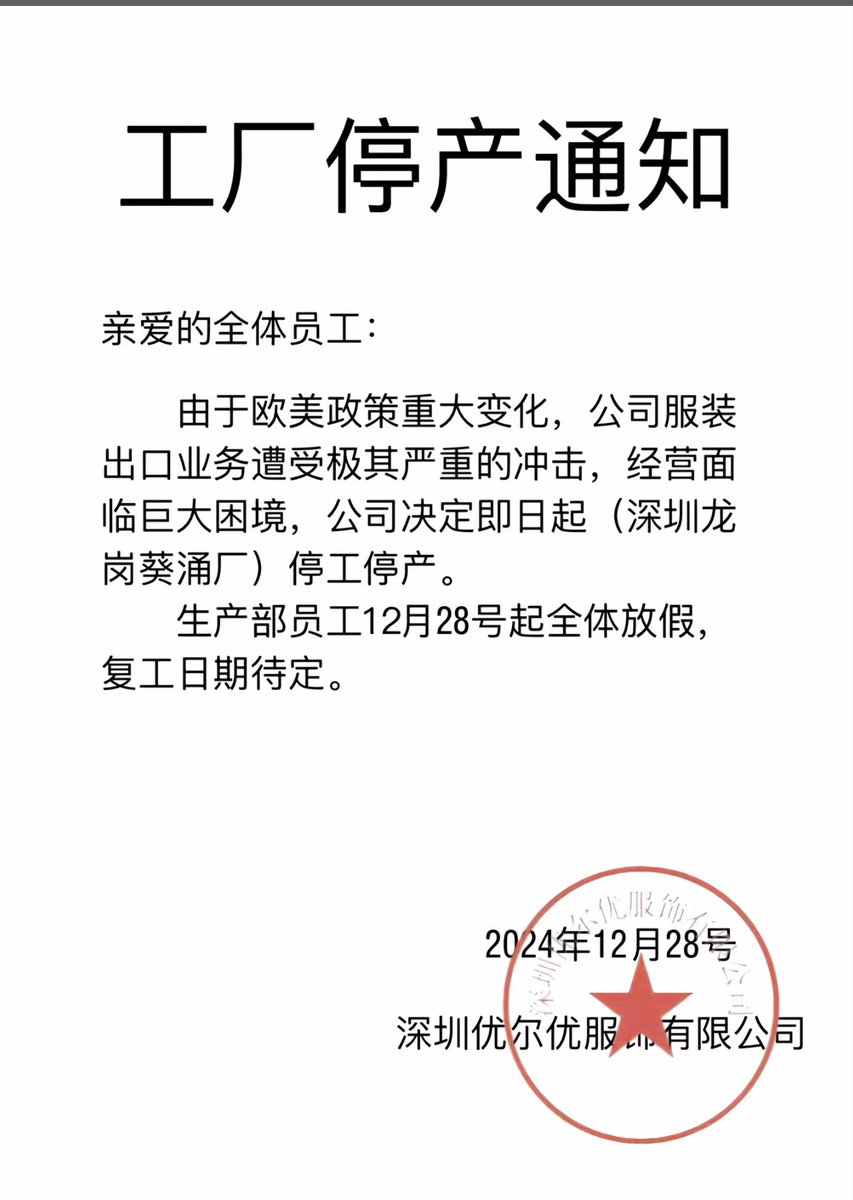 工厂停产通知
亲爱的全体员工：
由于欧美政策重大变化，公司服装
出口业务遭受极其严重的冲击，经营面
临巨大困境，公司决定即日起（深圳龙
岗葵涌厂）停工停产。
生产部员工12月28号起全体放假，
复工日期待定。
2024年12月28号
深圳优尔优服饰有限公司
深圳优尔优服饰有限公司